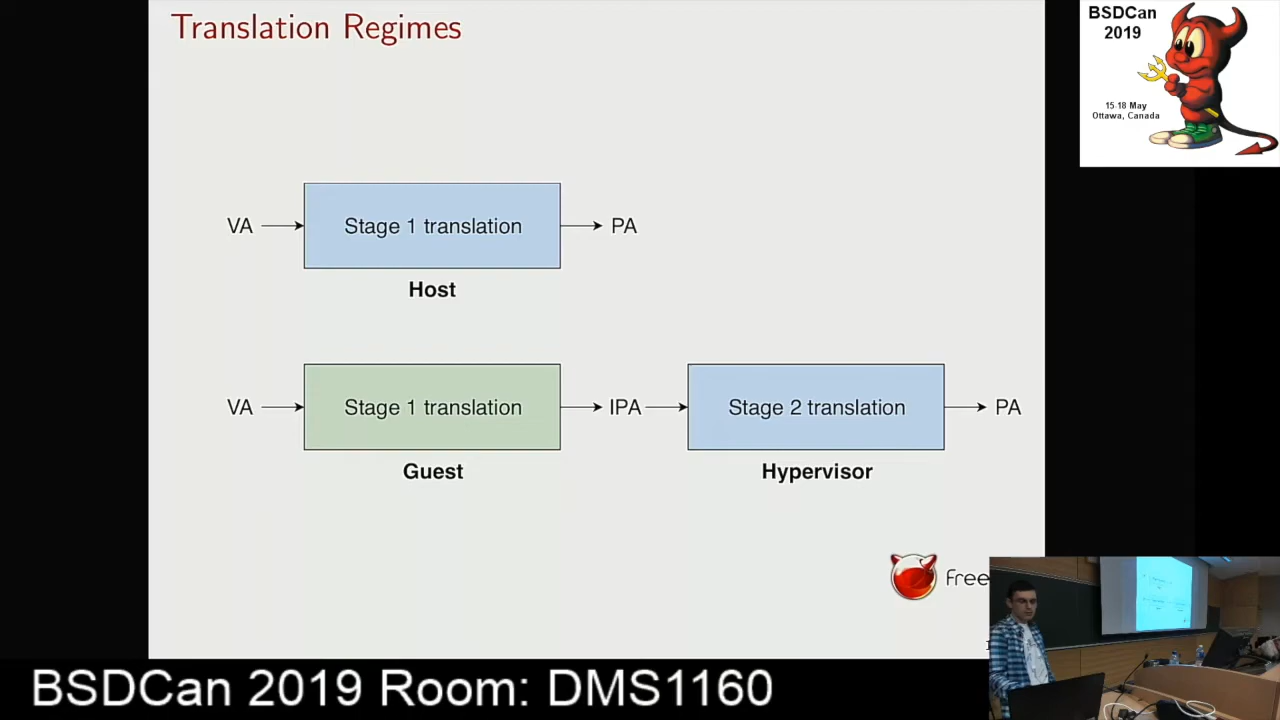 Translation Regimes
BSDCan
2019
15 18 May
Ottawa, Canada
VA
Stage 1 translation
PA
Host
VA
Stage 1 translation
IPA
Stage 2 translation
PA
Guest
Hypervisor
Free
BSDCan 2019 Room: DMS1160